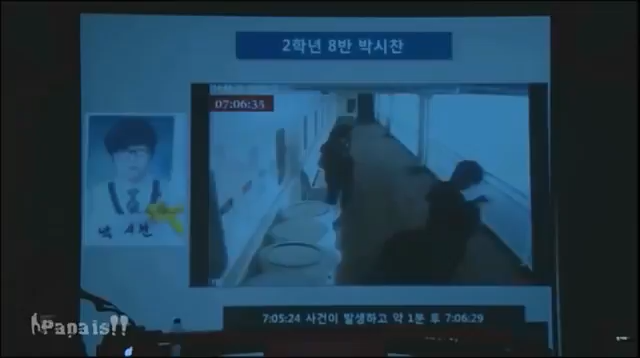 2학년 8반 박시찬
07:06:35
박시찬
7:05:24 사건이 발생하고 약 1분 후 7:06:29
Papais!!